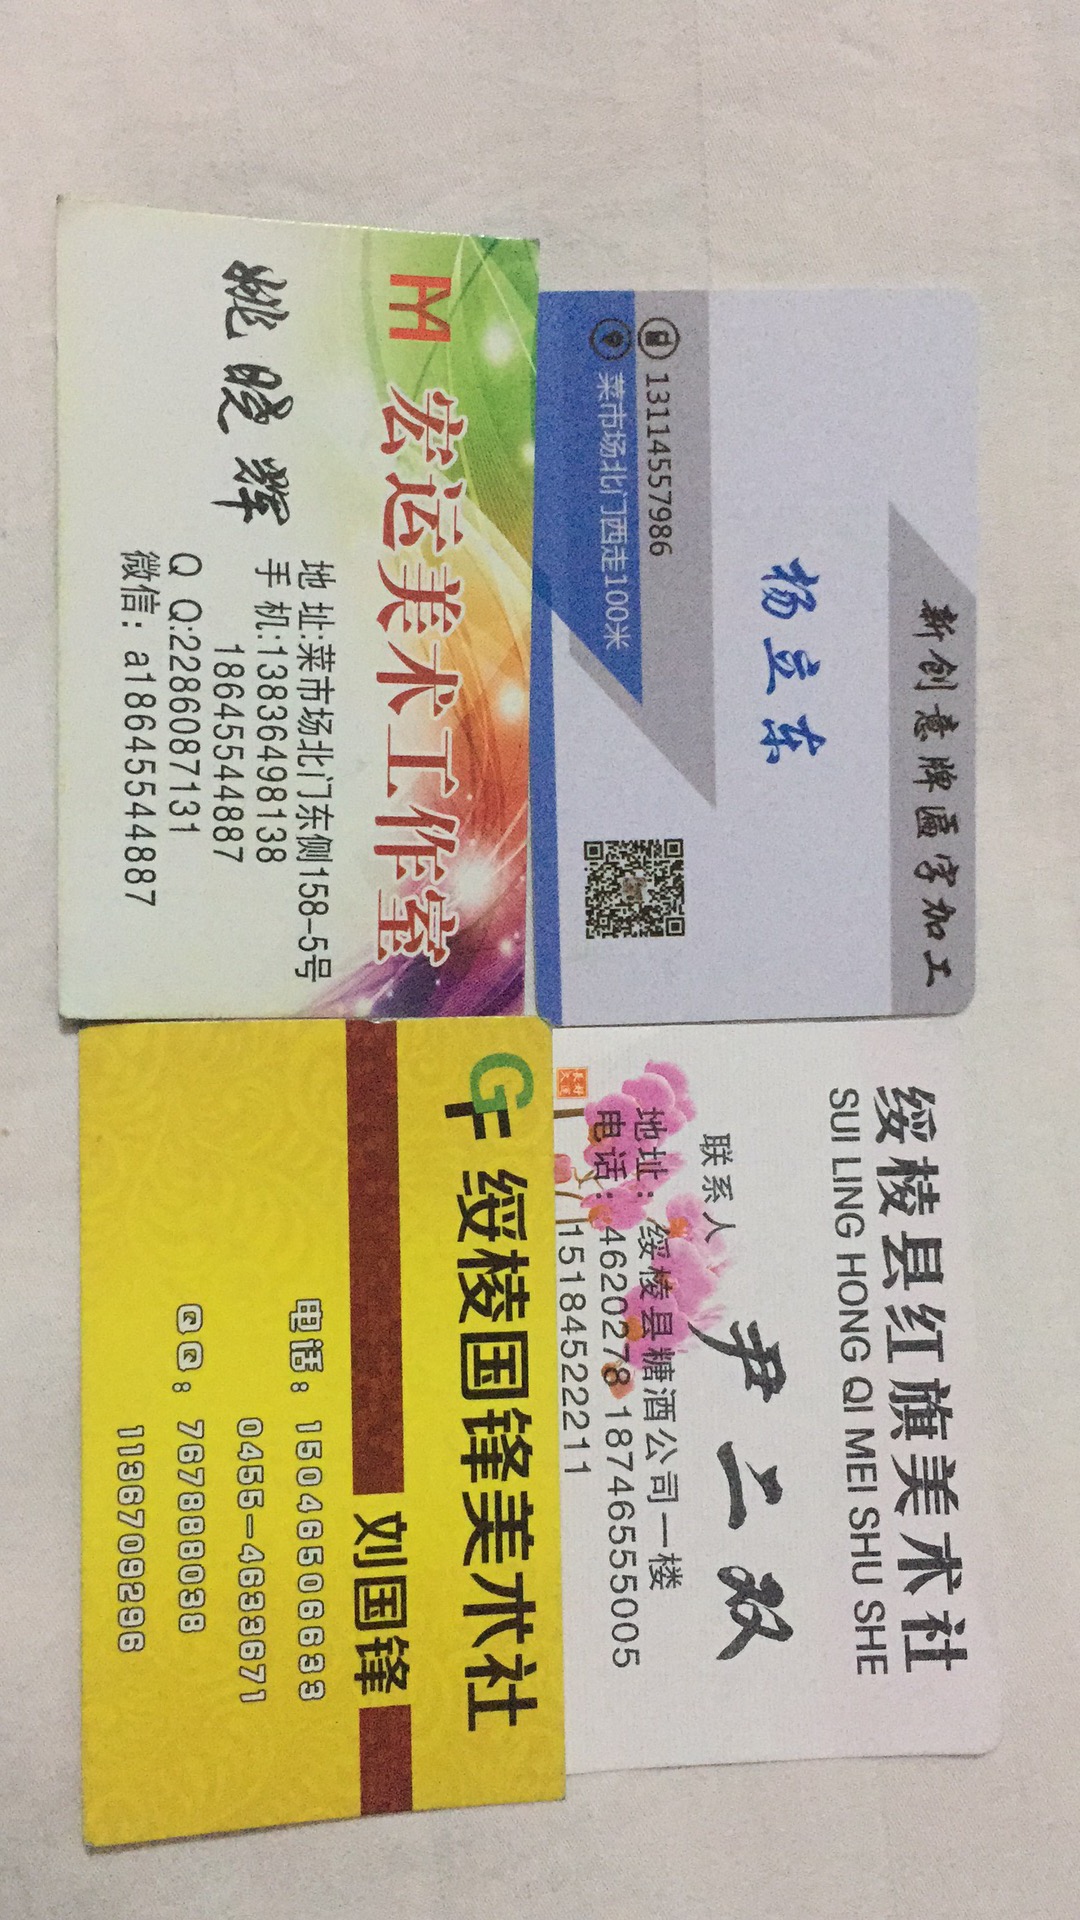 新创意牌匾字加工
杨立东
13114557986
菜市场北门西走100米
绥棱县红旗美术社
SUI LING HONG QI MEI SHU SHE
联系人 尹二双
地址：绥棱县糖酒公司一楼
电话：4620278 18746555005
15184522211
宏运美术工作室
姚晓辉
地址:菜市场北门东侧158-5号
手机:13836498138
18645544887
Q Q:2286087131
微信：a18645544887
GF 绥棱国锋美术社
刘国锋
电话：15046506633
0455-4633671
QQ：767888038
1136709296